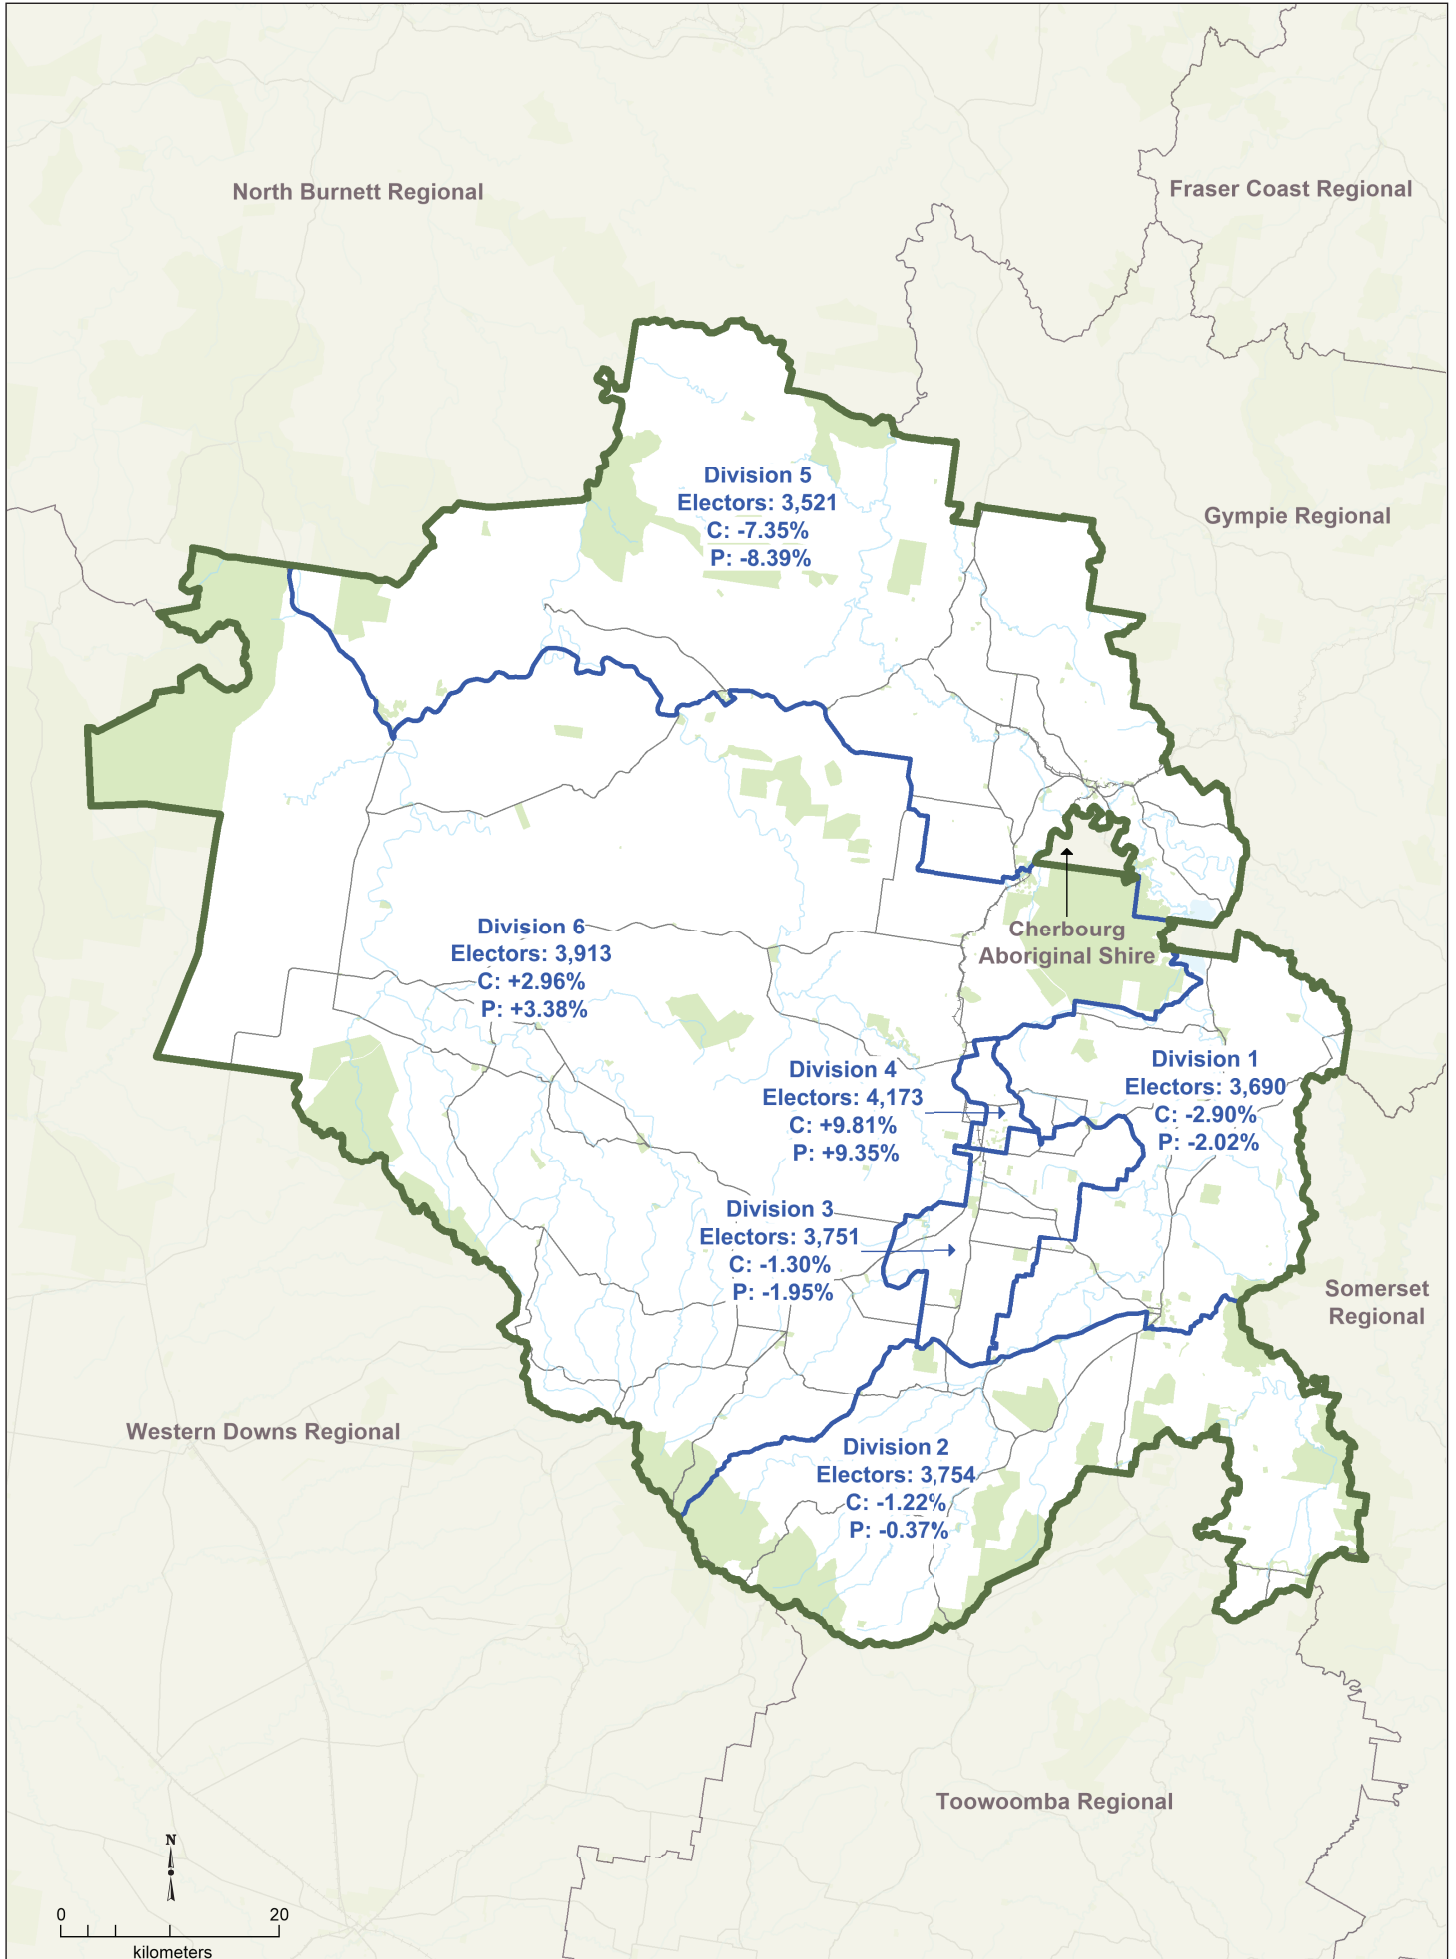 North Burnett Regional
Fraser Coast Regional
Division 5
Electors: 3,521
C: -7.35%
P: -8.39%
Gympie Regional
Division 6
Electors: 3,913
C: +2.96%
P: +3.38%
Cherbourg
Aboriginal Shire
Division 4
Electors: 4,173
C: +9.81%
P: +9.35%
Division 1
Electors: 3,690
C: -2.90%
P: -2.02%
Division 3
Electors: 3,751
C: -1.30%
P: -1.95%
Somerset
Regional
Western Downs Regional
Division 2
Electors: 3,754
C: -1.22%
P: -0.37%
Toowoomba Regional
N
0 20
kilometers